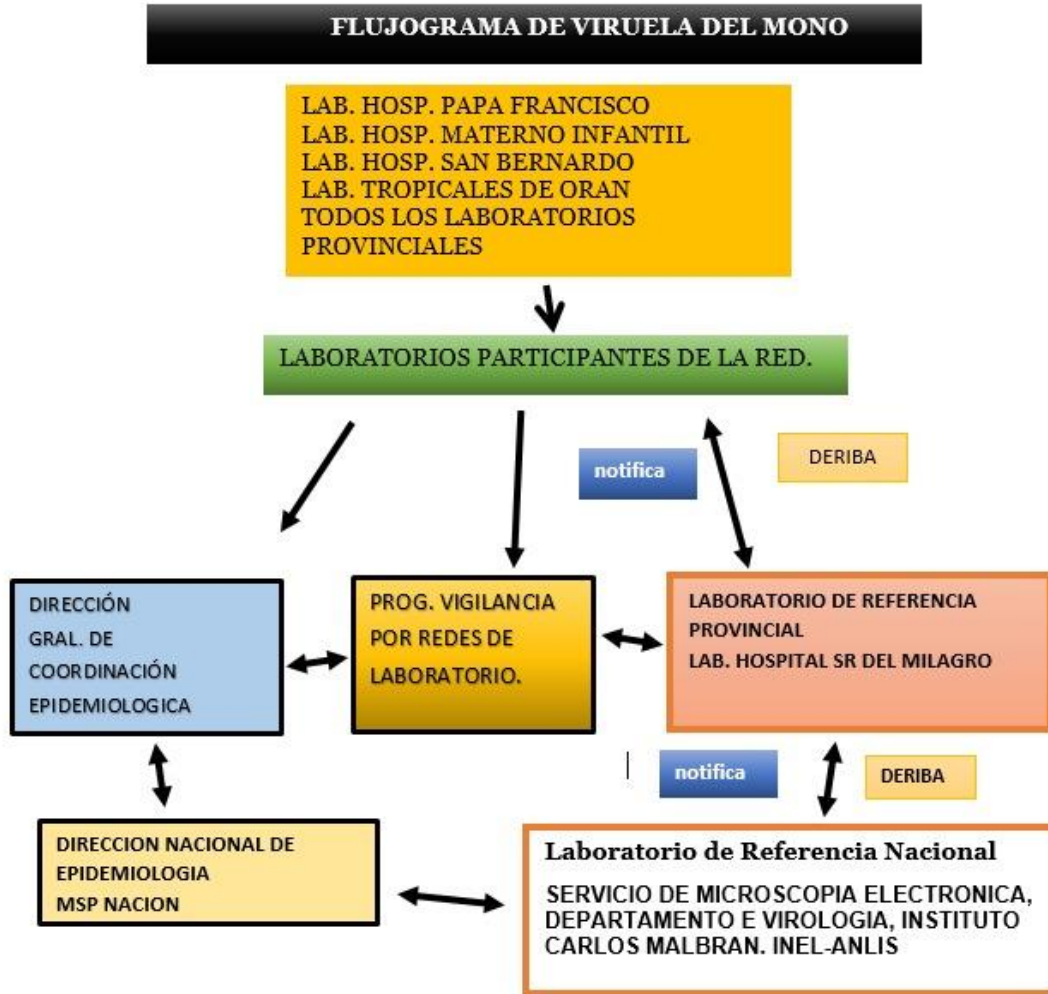 FLUJOGRAMA DE VIRUELA DEL MONO
LAB. HOSP. PAPA FRANCISCO
LAB. HOSP. MATERNO INFANTIL
LAB. HOSP. SAN BERNARDO
LAB. TROPICALES DE ORAN
TODOS LOS LABORATORIOS
PROVINCIALES
LABORATORIOS PARTICIPANTES DE LA RED.
notifica
DERIBA
DIRECCIÓN
GRAL. DE
COORDINACIÓN
EPIDEMIOLOGICA
PROG. VIGILANCIA
POR REDES DE
LABORATORIO.
LABORATORIO DE REFERENCIA
PROVINCIAL
LAB. HOSPITAL SR DEL MILAGRO
notifica
DERIBA
DIRECCION NACIONAL DE
EPIDEMIOLOGIA
MSP NACION
Laboratorio de Referencia Nacional
SERVICIO DE MICROSCOPIA ELECTRONICA,
DEPARTAMENTO E VIROLOGIA, INSTITUTO
CARLOS MALBRAN. INEL-ANLIS